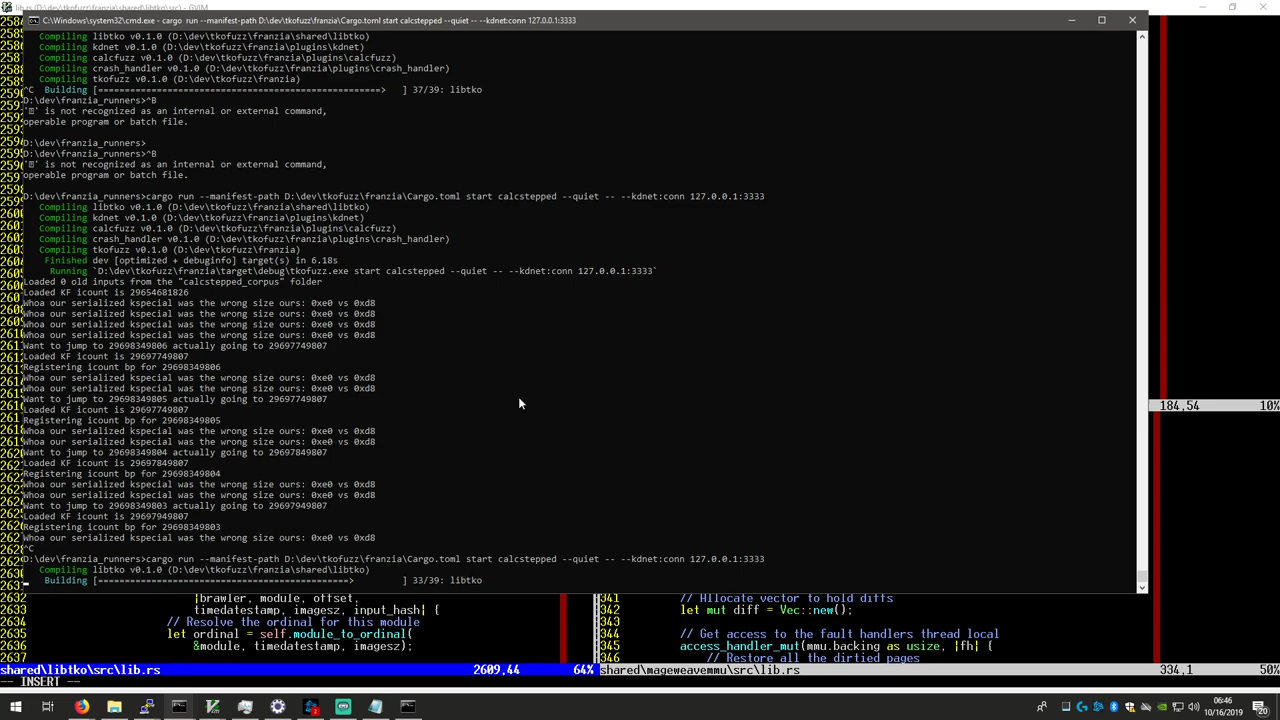 C:\Windows\system32\cmd.exe - cargo run --manifest-path D:\dev\tkofuzz\franzia\Cargo.toml start calcstepped --quiet -- --kdnet:conn 127.0.0.1:3333
Compiling libtko v0.1.0 (D:\dev\tkofuzz\franzia\shared\libtko)
Compiling kdnet v0.1.0 (D:\dev\tkofuzz\franzia\plugins\kdnet)
Compiling calcfuzz v0.1.0 (D:\dev\tkofuzz\franzia\plugins\calcfuzz)
Compiling crash_handler v0.1.0 (D:\dev\tkofuzz\franzia\plugins\crash_handler)
Compiling tkofuzz v0.1.0 (D:\dev\tkofuzz\franzia)
^C Building [====================================================> ] 37/39: libtko
D:\dev\franzia_runners>^B
'⍰' is not recognized as an internal or external command,
operable program or batch file.
D:\dev\franzia_runners>
D:\dev\franzia_runners>^B
'⍰' is not recognized as an internal or external command,
operable program or batch file.
D:\dev\franzia_runners>cargo run --manifest-path D:\dev\tkofuzz\franzia\Cargo.toml start calcstepped --quiet -- --kdnet:conn 127.0.0.1:3333
Compiling libtko v0.1.0 (D:\dev\tkofuzz\franzia\shared\libtko)
Compiling kdnet v0.1.0 (D:\dev\tkofuzz\franzia\plugins\kdnet)
Compiling calcfuzz v0.1.0 (D:\dev\tkofuzz\franzia\plugins\calcfuzz)
Compiling crash_handler v0.1.0 (D:\dev\tkofuzz\franzia\plugins\crash_handler)
Compiling tkofuzz v0.1.0 (D:\dev\tkofuzz\franzia)
Finished dev [optimized + debuginfo] target(s) in 6.18s
Running `D:\dev\tkofuzz\franzia\target\debug\tkofuzz.exe start calcstepped --quiet -- --kdnet:conn 127.0.0.1:3333`
Loaded 0 old inputs from the "calcstepped_corpus" folder
Loaded KF icount is 29654681826
Whoa our serialized kspecial was the wrong size ours: 0xe0 vs 0xd8
Whoa our serialized kspecial was the wrong size ours: 0xe0 vs 0xd8
Whoa our serialized kspecial was the wrong size ours: 0xe0 vs 0xd8
Whoa our serialized kspecial was the wrong size ours: 0xe0 vs 0xd8
Want to jump to 29698349806 actually going to 29697749807
Loaded KF icount is 29697749807
Registering icount bp for 29698349806
Whoa our serialized kspecial was the wrong size ours: 0xe0 vs 0xd8
Whoa our serialized kspecial was the wrong size ours: 0xe0 vs 0xd8
Want to jump to 29698349805 actually going to 29697749807
Loaded KF icount is 29697749807
Registering icount bp for 29698349805
Whoa our serialized kspecial was the wrong size ours: 0xe0 vs 0xd8
Whoa our serialized kspecial was the wrong size ours: 0xe0 vs 0xd8
Want to jump to 29698349804 actually going to 29697849807
Loaded KF icount is 29697849807
Registering icount bp for 29698349804
Whoa our serialized kspecial was the wrong size ours: 0xe0 vs 0xd8
Whoa our serialized kspecial was the wrong size ours: 0xe0 vs 0xd8
Want to jump to 29698349803 actually going to 29697949807
Loaded KF icount is 29697949807
Registering icount bp for 29698349803
Whoa our serialized kspecial was the wrong size ours: 0xe0 vs 0xd8
^C
D:\dev\franzia_runners>cargo run --manifest-path D:\dev\tkofuzz\franzia\Cargo.toml start calcstepped --quiet -- --kdnet:conn 127.0.0.1:3333
Compiling libtko v0.1.0 (D:\dev\tkofuzz\franzia\shared\libtko)
Building [==============================================> ] 33/39: libtko
184,54 10%
|brawler, module, offset,
2633 timedatestamp, imagesz, input_hash| {
2634 // Resolve the ordinal for this module
2635 let ordinal = self.module_to_ordinal(
2636 &module, timedatestamp, imagesz);
2637
shared\libtko\src\lib.rs 2609,44 64%
-- INSERT --
341 // Allocate vector to hold diffs
342 let mut diff = Vec::new();
344 // Get access to the fault handlers thread local
345 access_handler_mut(mmu.backing as usize, |fh| {
346 // Restore all the dirtied pages
shared\mageweavemmu\src\lib.rs 334,1 50%
06:46
10/16/2019
20